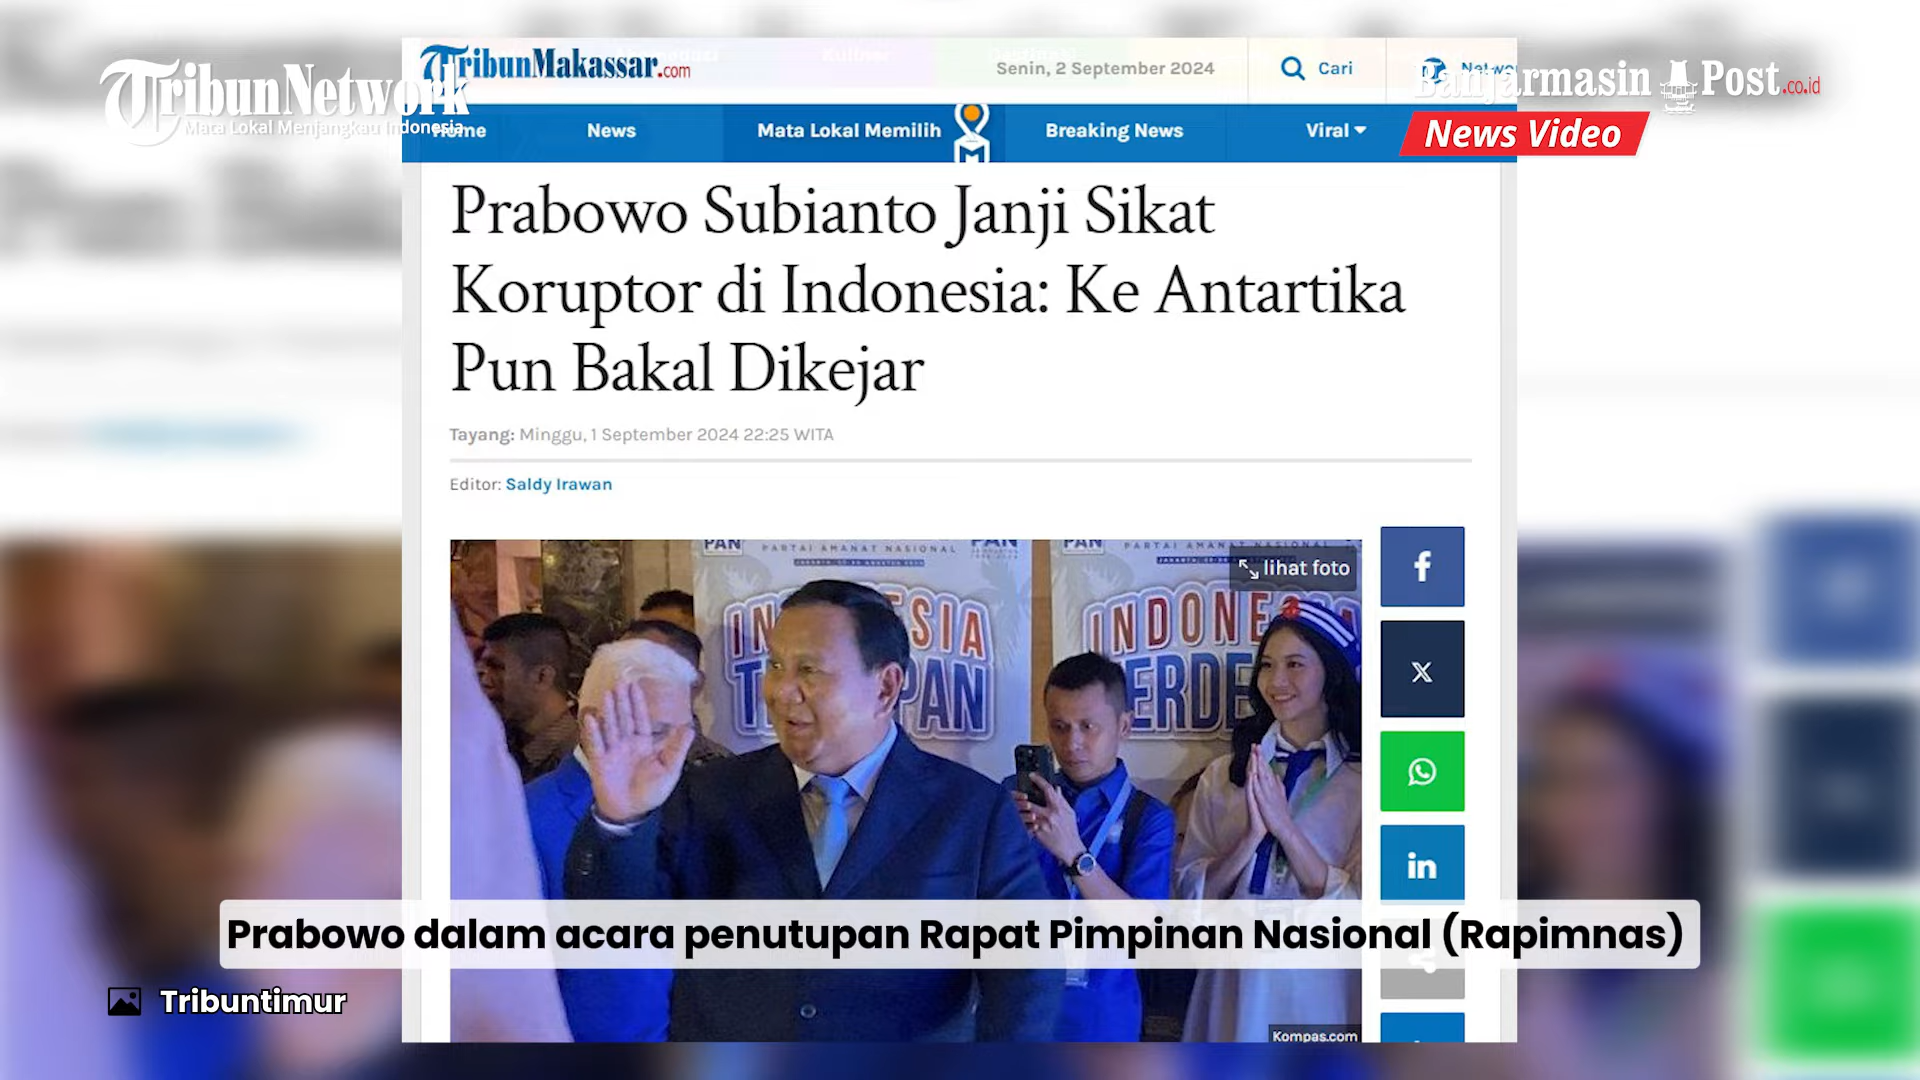 TribunNetwork
Mata Lokal Menjangkau Indonesia
TribunMakassar.com
Senin, 2 September 2024
Cari
Banjarmasin Post.co.id
News Video
Home
News
Mata Lokal Memilih
Breaking News
Viral
Prabowo Subianto Janji Sikat
Koruptor di Indonesia: Ke Antartika
Pun Bakal Dikejar
Tayang: Minggu, 1 September 2024 22:25 WITA
Editor: Saldy Irawan
PAN
PARTAI AMANAT NASIONAL
PAN
PAN
PARTAI AMANAT NASIONAL
lihat foto
Prabowo dalam acara penutupan Rapat Pimpinan Nasional (Rapimnas)
Tribuntimur
Kompas.com